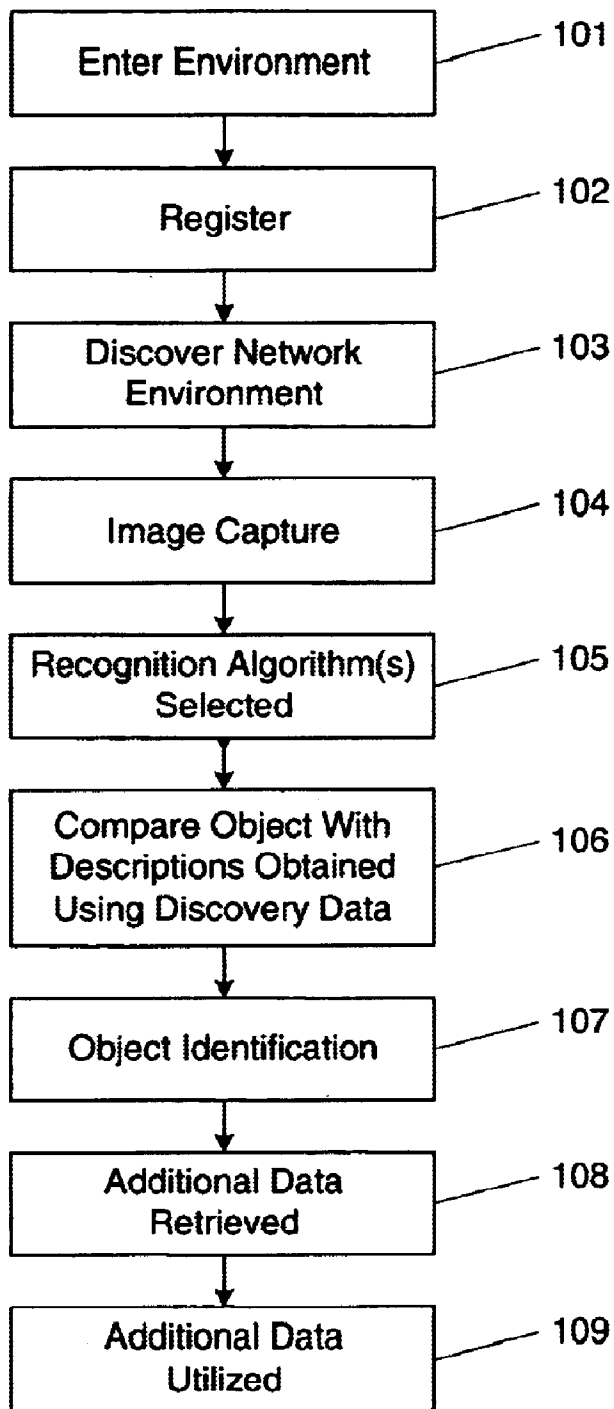 Enter Environment
101
Register
102
Discover Network
Environment
103
Image Capture
104
Recognition Algorithm(s)
Selected
105
Compare Object With
Descriptions Obtained
Using Discovery Data
106
Object Identification
107
Additional Data
Retrieved
108
Additional Data
Utilized
109